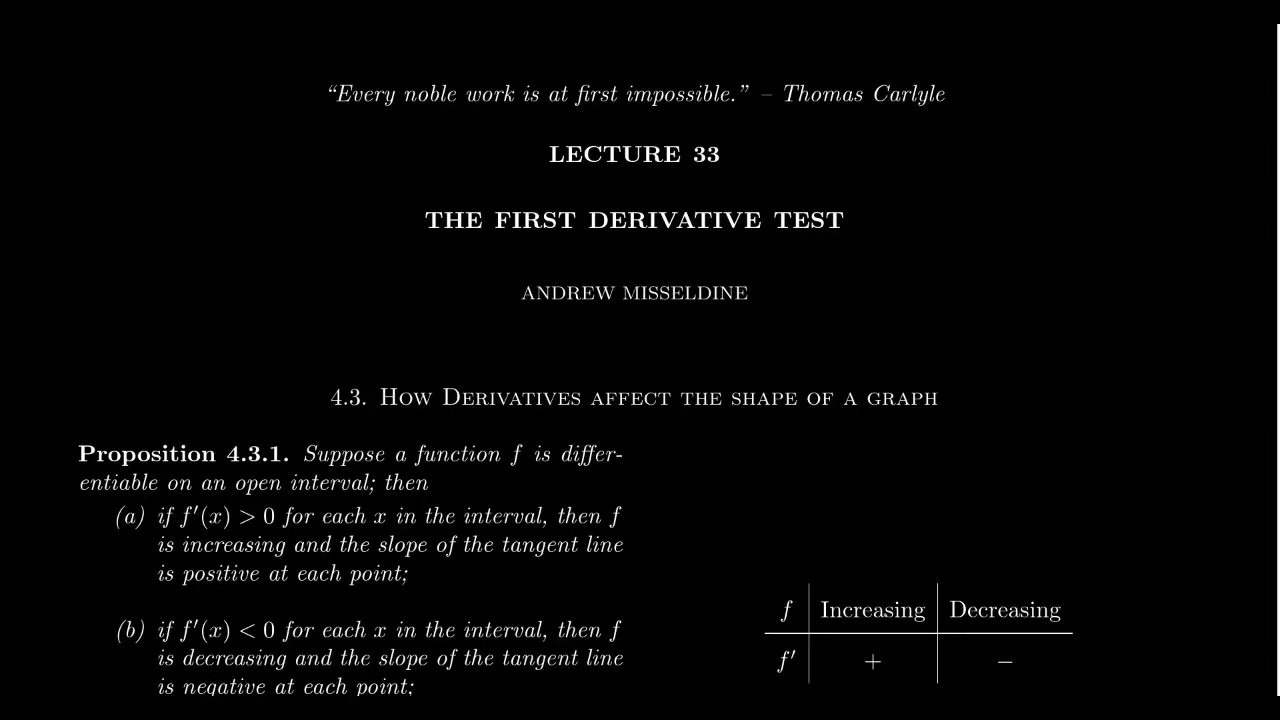 “Every noble work is at first impossible.” – Thomas Carlyle
LECTURE 33
THE FIRST DERIVATIVE TEST
ANDREW MISSELDINE
4.3. How Derivatives affect the shape of a graph
Proposition 4.3.1. Suppose a function f is differ-
entiable on an open interval; then
(a) if f′(x) > 0 for each x in the interval, then f
is increasing and the slope of the tangent line
is positive at each point;
(b) if f′(x) < 0 for each x in the interval, then f
is decreasing and the slope of the tangent line
is negative at each point;
f Increasing Decreasing
f′ + −